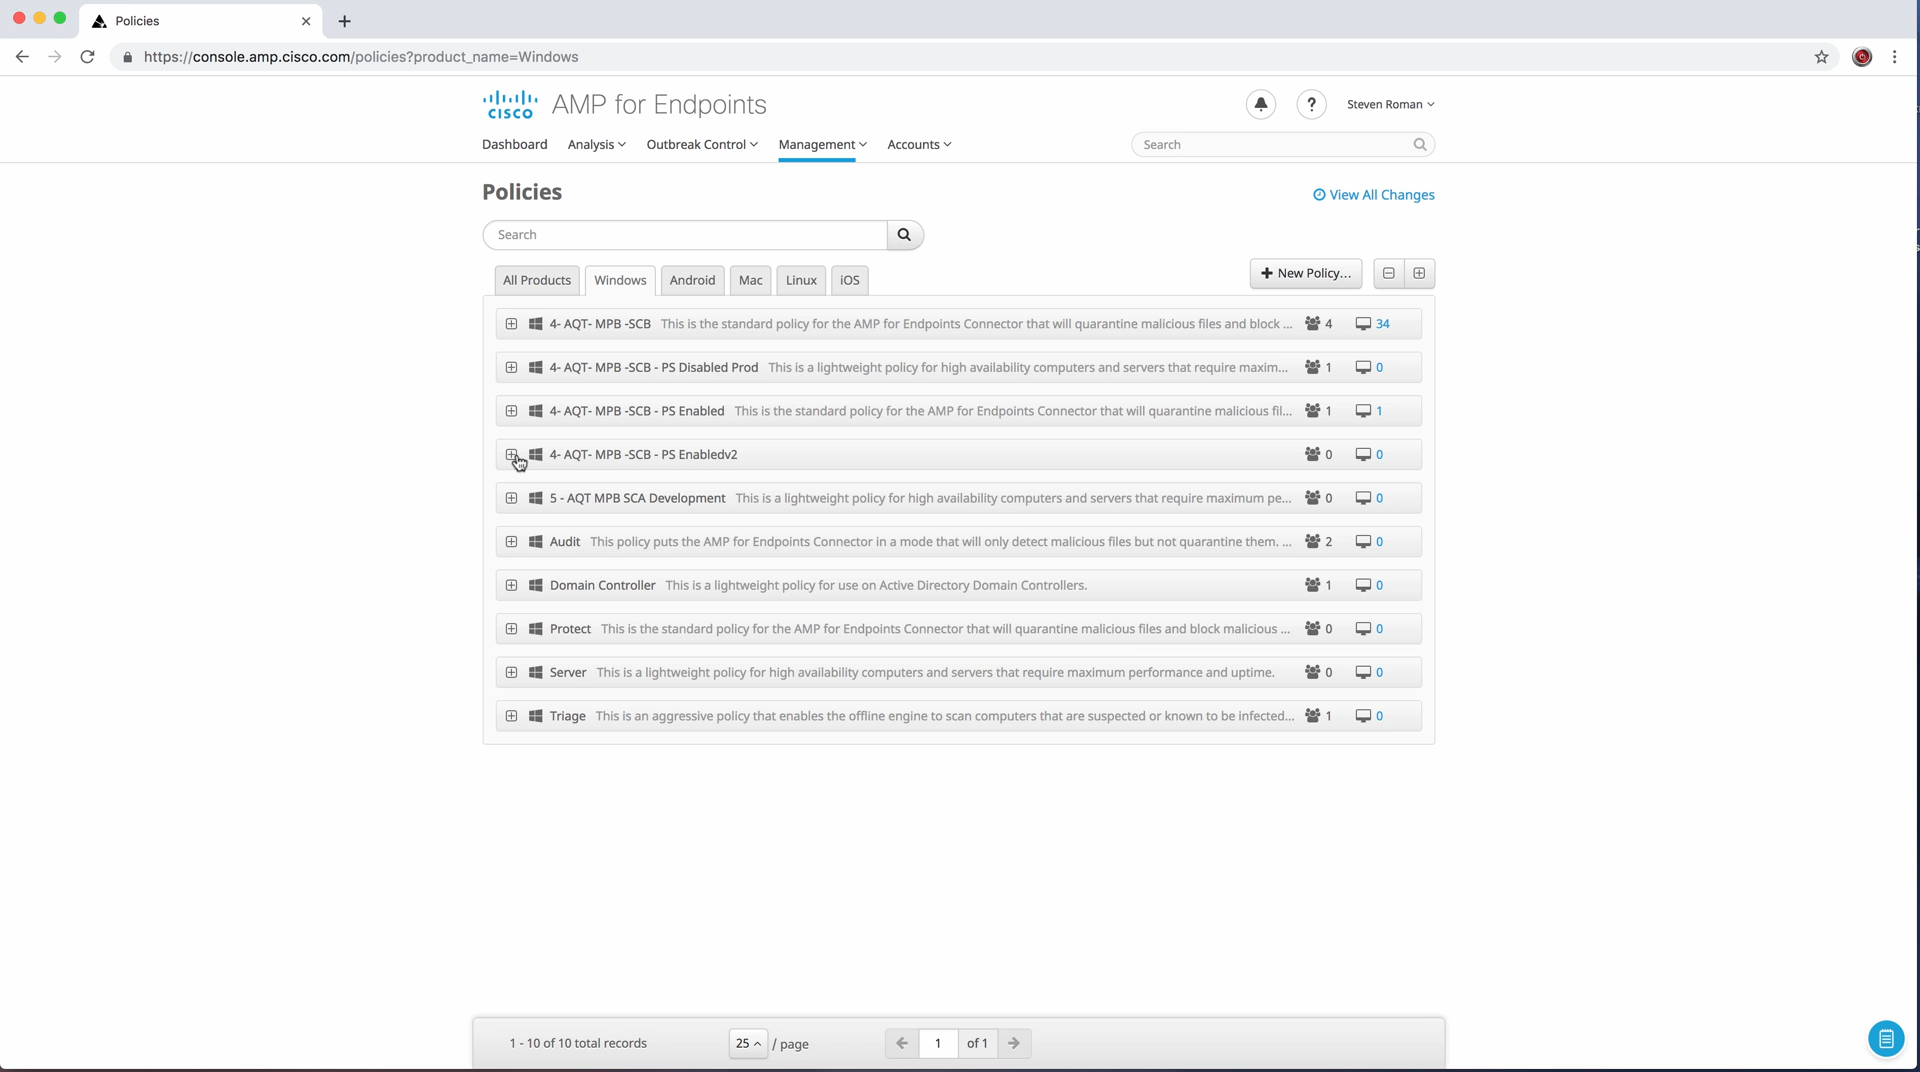 Policies
https://console.amp.cisco.com/policies?product_name=Windows
CISCO AMP for Endpoints
? Steven Roman
Dashboard Analysis Outbreak Control Management Accounts
Search
Policies
View All Changes
Search
All Products Windows Android Mac Linux iOS
+ New Policy...
4- AQT- MPB -SCB This is the standard policy for the AMP for Endpoints Connector that will quarantine malicious files and block ... 4 34
4- AQT- MPB -SCB - PS Disabled Prod This is a lightweight policy for high availability computers and servers that require maxim... 1 0
4- AQT- MPB -SCB - PS Enabled This is the standard policy for the AMP for Endpoints Connector that will quarantine malicious fil... 1 1
4- AQT- MPB -SCB - PS Enabledv2 0 0
5 - AQT MPB SCA Development This is a lightweight policy for high availability computers and servers that require maximum pe... 0 0
Audit This policy puts the AMP for Endpoints Connector in a mode that will only detect malicious files but not quarantine them. ... 2 0
Domain Controller This is a lightweight policy for use on Active Directory Domain Controllers. 1 0
Protect This is the standard policy for the AMP for Endpoints Connector that will quarantine malicious files and block malicious ... 0 0
Server This is a lightweight policy for high availability computers and servers that require maximum performance and uptime. 0 0
Triage This is an aggressive policy that enables the offline engine to scan computers that are suspected or known to be infected... 1 0
1 - 10 of 10 total records 25 / page 1 of 1